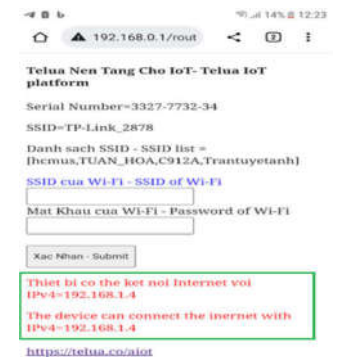 12:23
14%
192.168.0.1/rout
2
Telua Nen Tang Cho IoT- Telua IoT
platform
Serial Number=3327-7732-34
SSID=TP-Link_2878
Danh sach SSID - SSID list =
[hcmus,TUAN_HOA,C912A,Trantuyetanh]
SSID cua Wi-Fi - SSID of Wi-Fi
Mat Khau cua Wi-Fi - Password of Wi-Fi
Xac Nhan - Submit
Thiet bi co the ket noi Internet voi
IPv4=192.168.1.4
The device can connect the inernet with
IPv4=192.168.1.4
https://telua.co/aiot